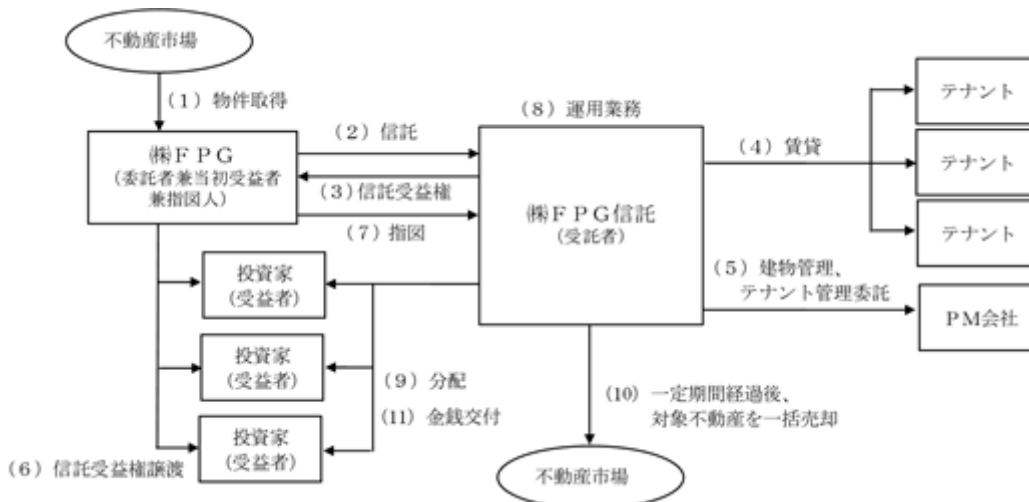 不動産市場
(1)物件取得
㈱FPG
(委託者兼当初受益者
兼指図人)
(2)信託
(3)信託受益権
(7)指図
(8)運用業務
㈱FPG信託
(受託者)
(4)賃貸
テナント
テナント
テナント
(5)建物管理、
テナント管理委託
PM会社
投資家
(受益者)
投資家
(受益者)
投資家
(受益者)
(6)信託受益権譲渡
(9)分配
(11)金銭交付
(10)一定期間経過後、
対象不動産を一括売却
不動産市場